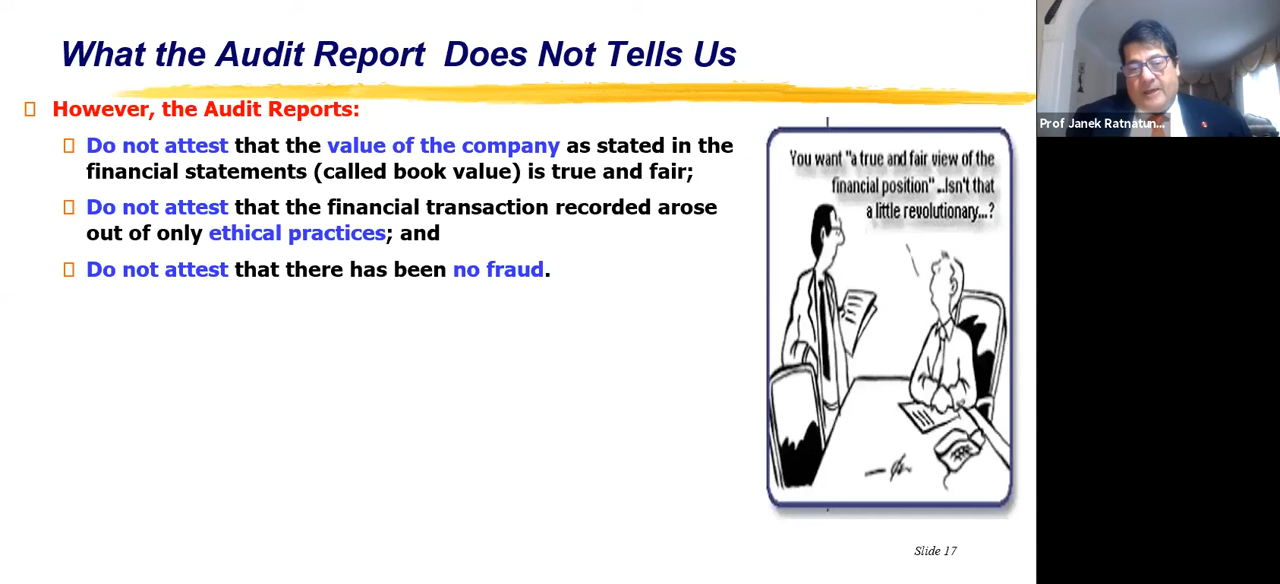 What the Audit Report Does Not Tells Us
However, the Audit Reports:
Do not attest that the value of the company as stated in the
financial statements (called book value) is true and fair;
Do not attest that the financial transaction recorded arose
out of only ethical practices; and
Do not attest that there has been no fraud.
You want "a true and fair view of the
financial position"...Isn't that
a little revolutionary...?
Slide 17
Prof Janek Ratnatun...